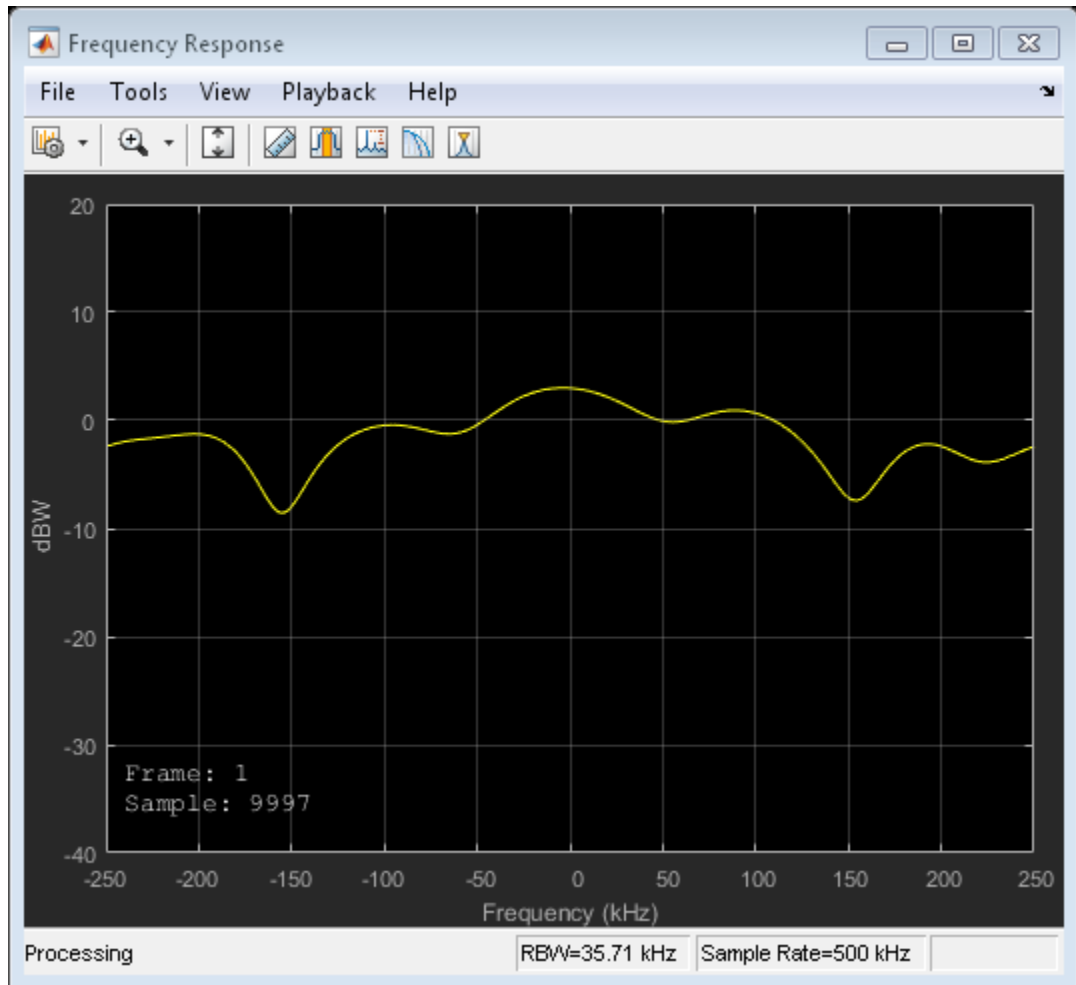 Frequency Response
File Tools View Playback Help
20
10
0
-10
-20
-30
-40
dBW
Frame: 1
Sample: 9997
-250 -200 -150 -100 -50 0 50 100 150 200 250
Frequency (kHz)
Processing RBW=35.71 kHz Sample Rate=500 kHz